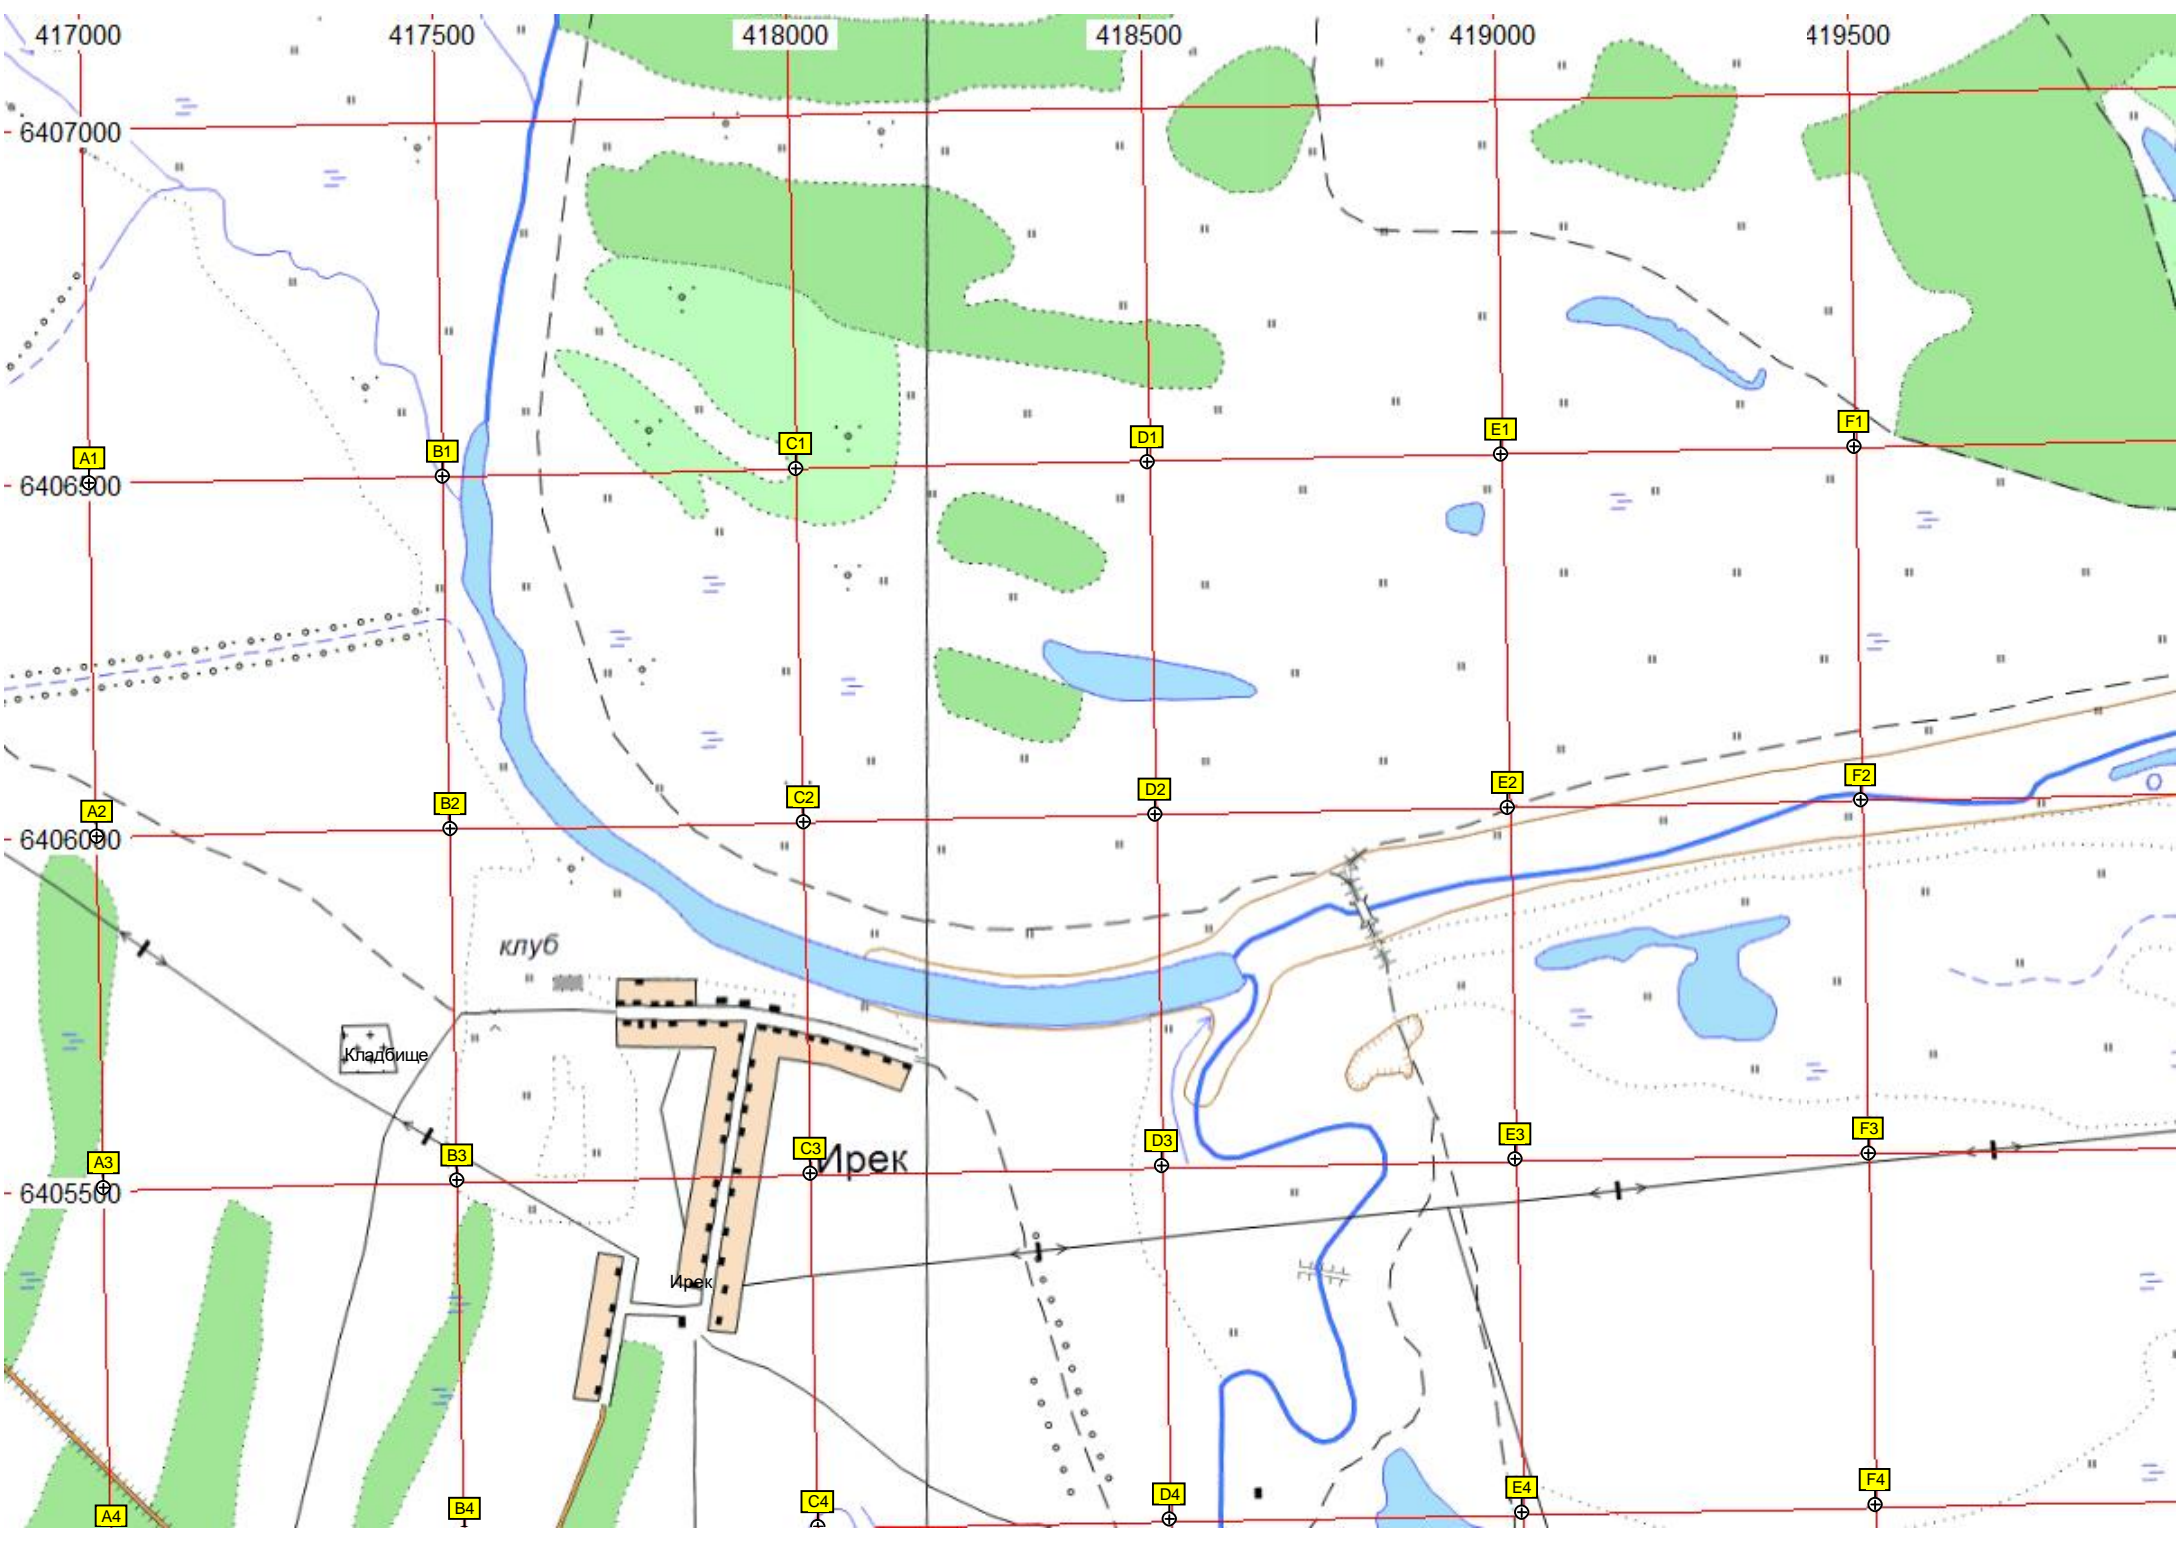 417000 417500 418000 418500 419000 419500
6407000
A1 B1 C1 D1 E1 F1
6406500
A2 B2 C2 D2 E2 F2
6406000
клуб
Кладбище
A3 B3 C3 D3 E3 F3
Ирек
6405500
Ирек
A4 B4 C4 D4 E4 F4